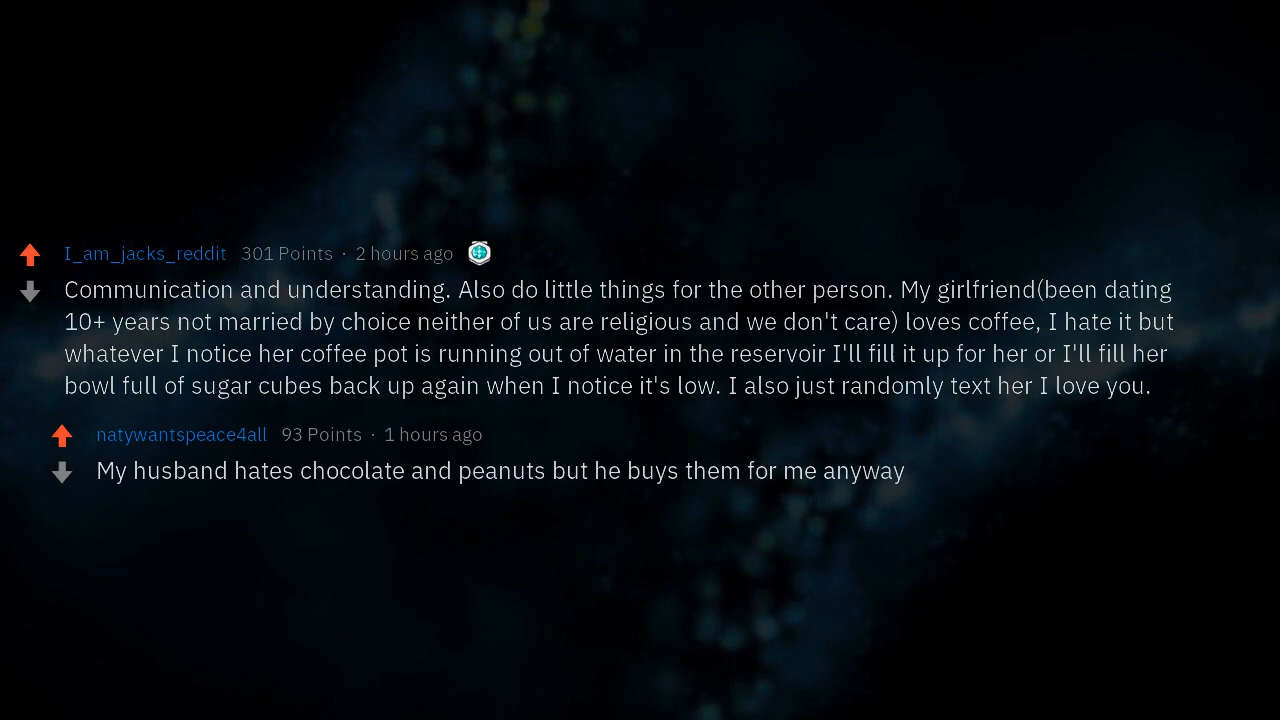 I_am_jacks_reddit 301 Points · 2 hours ago
Communication and understanding. Also do little things for the other person. My girlfriend(been dating
10+ years not married by choice neither of us are religious and we don't care) loves coffee, I hate it but
whatever I notice her coffee pot is running out of water in the reservoir I'll fill it up for her or I'll fill her
bowl full of sugar cubes back up again when I notice it's low. I also just randomly text her I love you.
natywantspeace4all 93 Points · 1 hours ago
My husband hates chocolate and peanuts but he buys them for me anyway